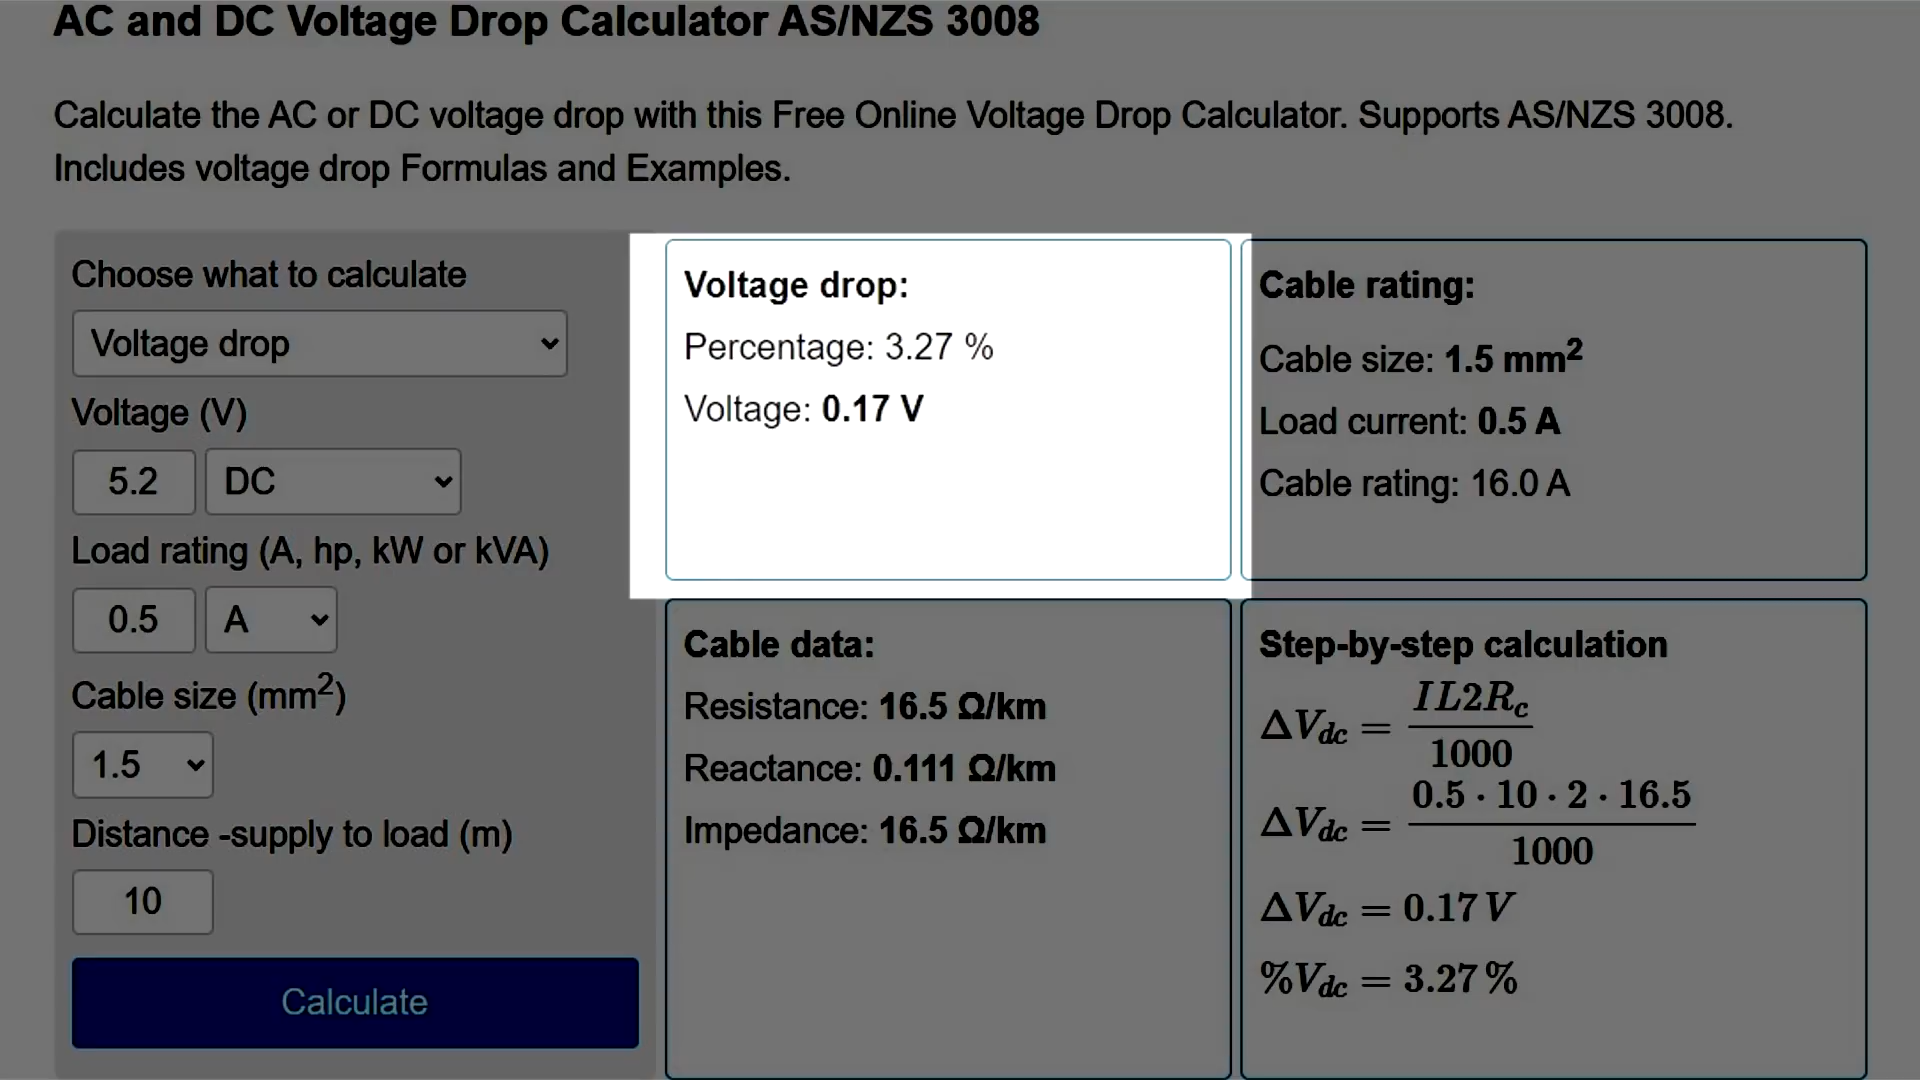 AC and DC Voltage Drop Calculator AS/NZS 3008
Calculate the AC or DC voltage drop with this Free Online Voltage Drop Calculator. Supports AS/NZS 3008.
Includes voltage drop Formulas and Examples.
Choose what to calculate
Voltage drop
Voltage (V)
5.2 DC
Load rating (A, hp, kW or kVA)
0.5 A
Cable size (mm²)
1.5
Distance -supply to load (m)
10
Calculate
Voltage drop:
Percentage: 3.27 %
Voltage: 0.17 V
Cable rating:
Cable size: 1.5 mm²
Load current: 0.5 A
Cable rating: 16.0 A
Cable data:
Resistance: 16.5 Ω/km
Reactance: 0.111 Ω/km
Impedance: 16.5 Ω/km
Step-by-step calculation
ΔVdc = IL2Rc / 1000
ΔVdc = 0.5 · 10 · 2 · 16.5 / 1000
ΔVdc = 0.17 V
%Vdc = 3.27 %